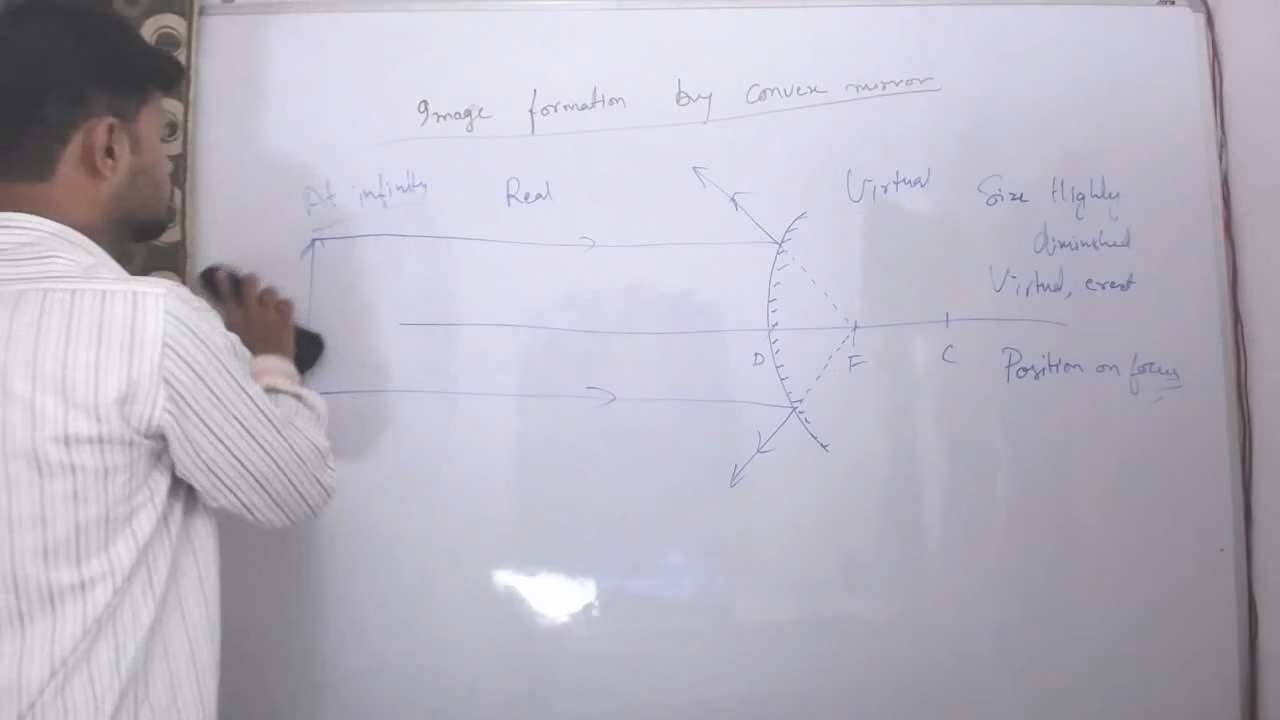 Image formation by convex mirror
At infinity Real Virtual Size Highly
diminished
Virtual, erect
D F C Position on focus